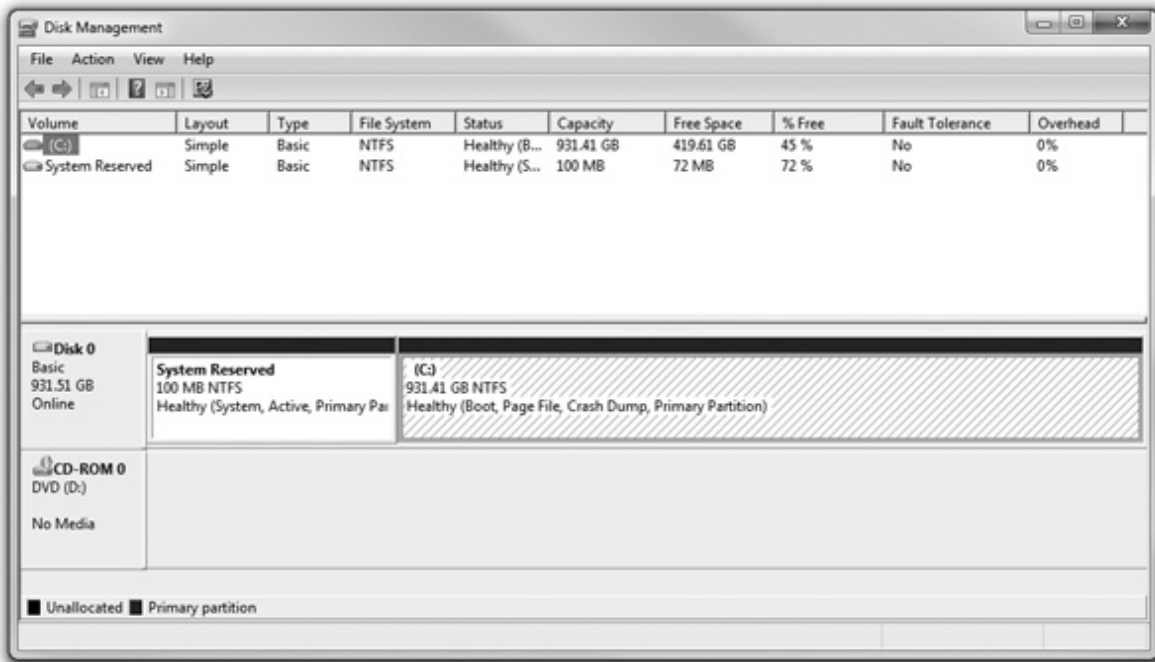 Disk Management
File Action View Help
Volume Layout Type File System Status Capacity Free Space % Free Fault Tolerance Overhead
(C:) Simple Basic NTFS Healthy (B... 931.41 GB 419.61 GB 45 % No 0%
System Reserved Simple Basic NTFS Healthy (S... 100 MB 72 MB 72 % No 0%
Disk 0
Basic
931.51 GB
Online
System Reserved
100 MB NTFS
Healthy (System, Active, Primary Pa
(C:)
931.41 GB NTFS
Healthy (Boot, Page File, Crash Dump, Primary Partition)
CD-ROM 0
DVD (D:)
No Media
Unallocated Primary partition